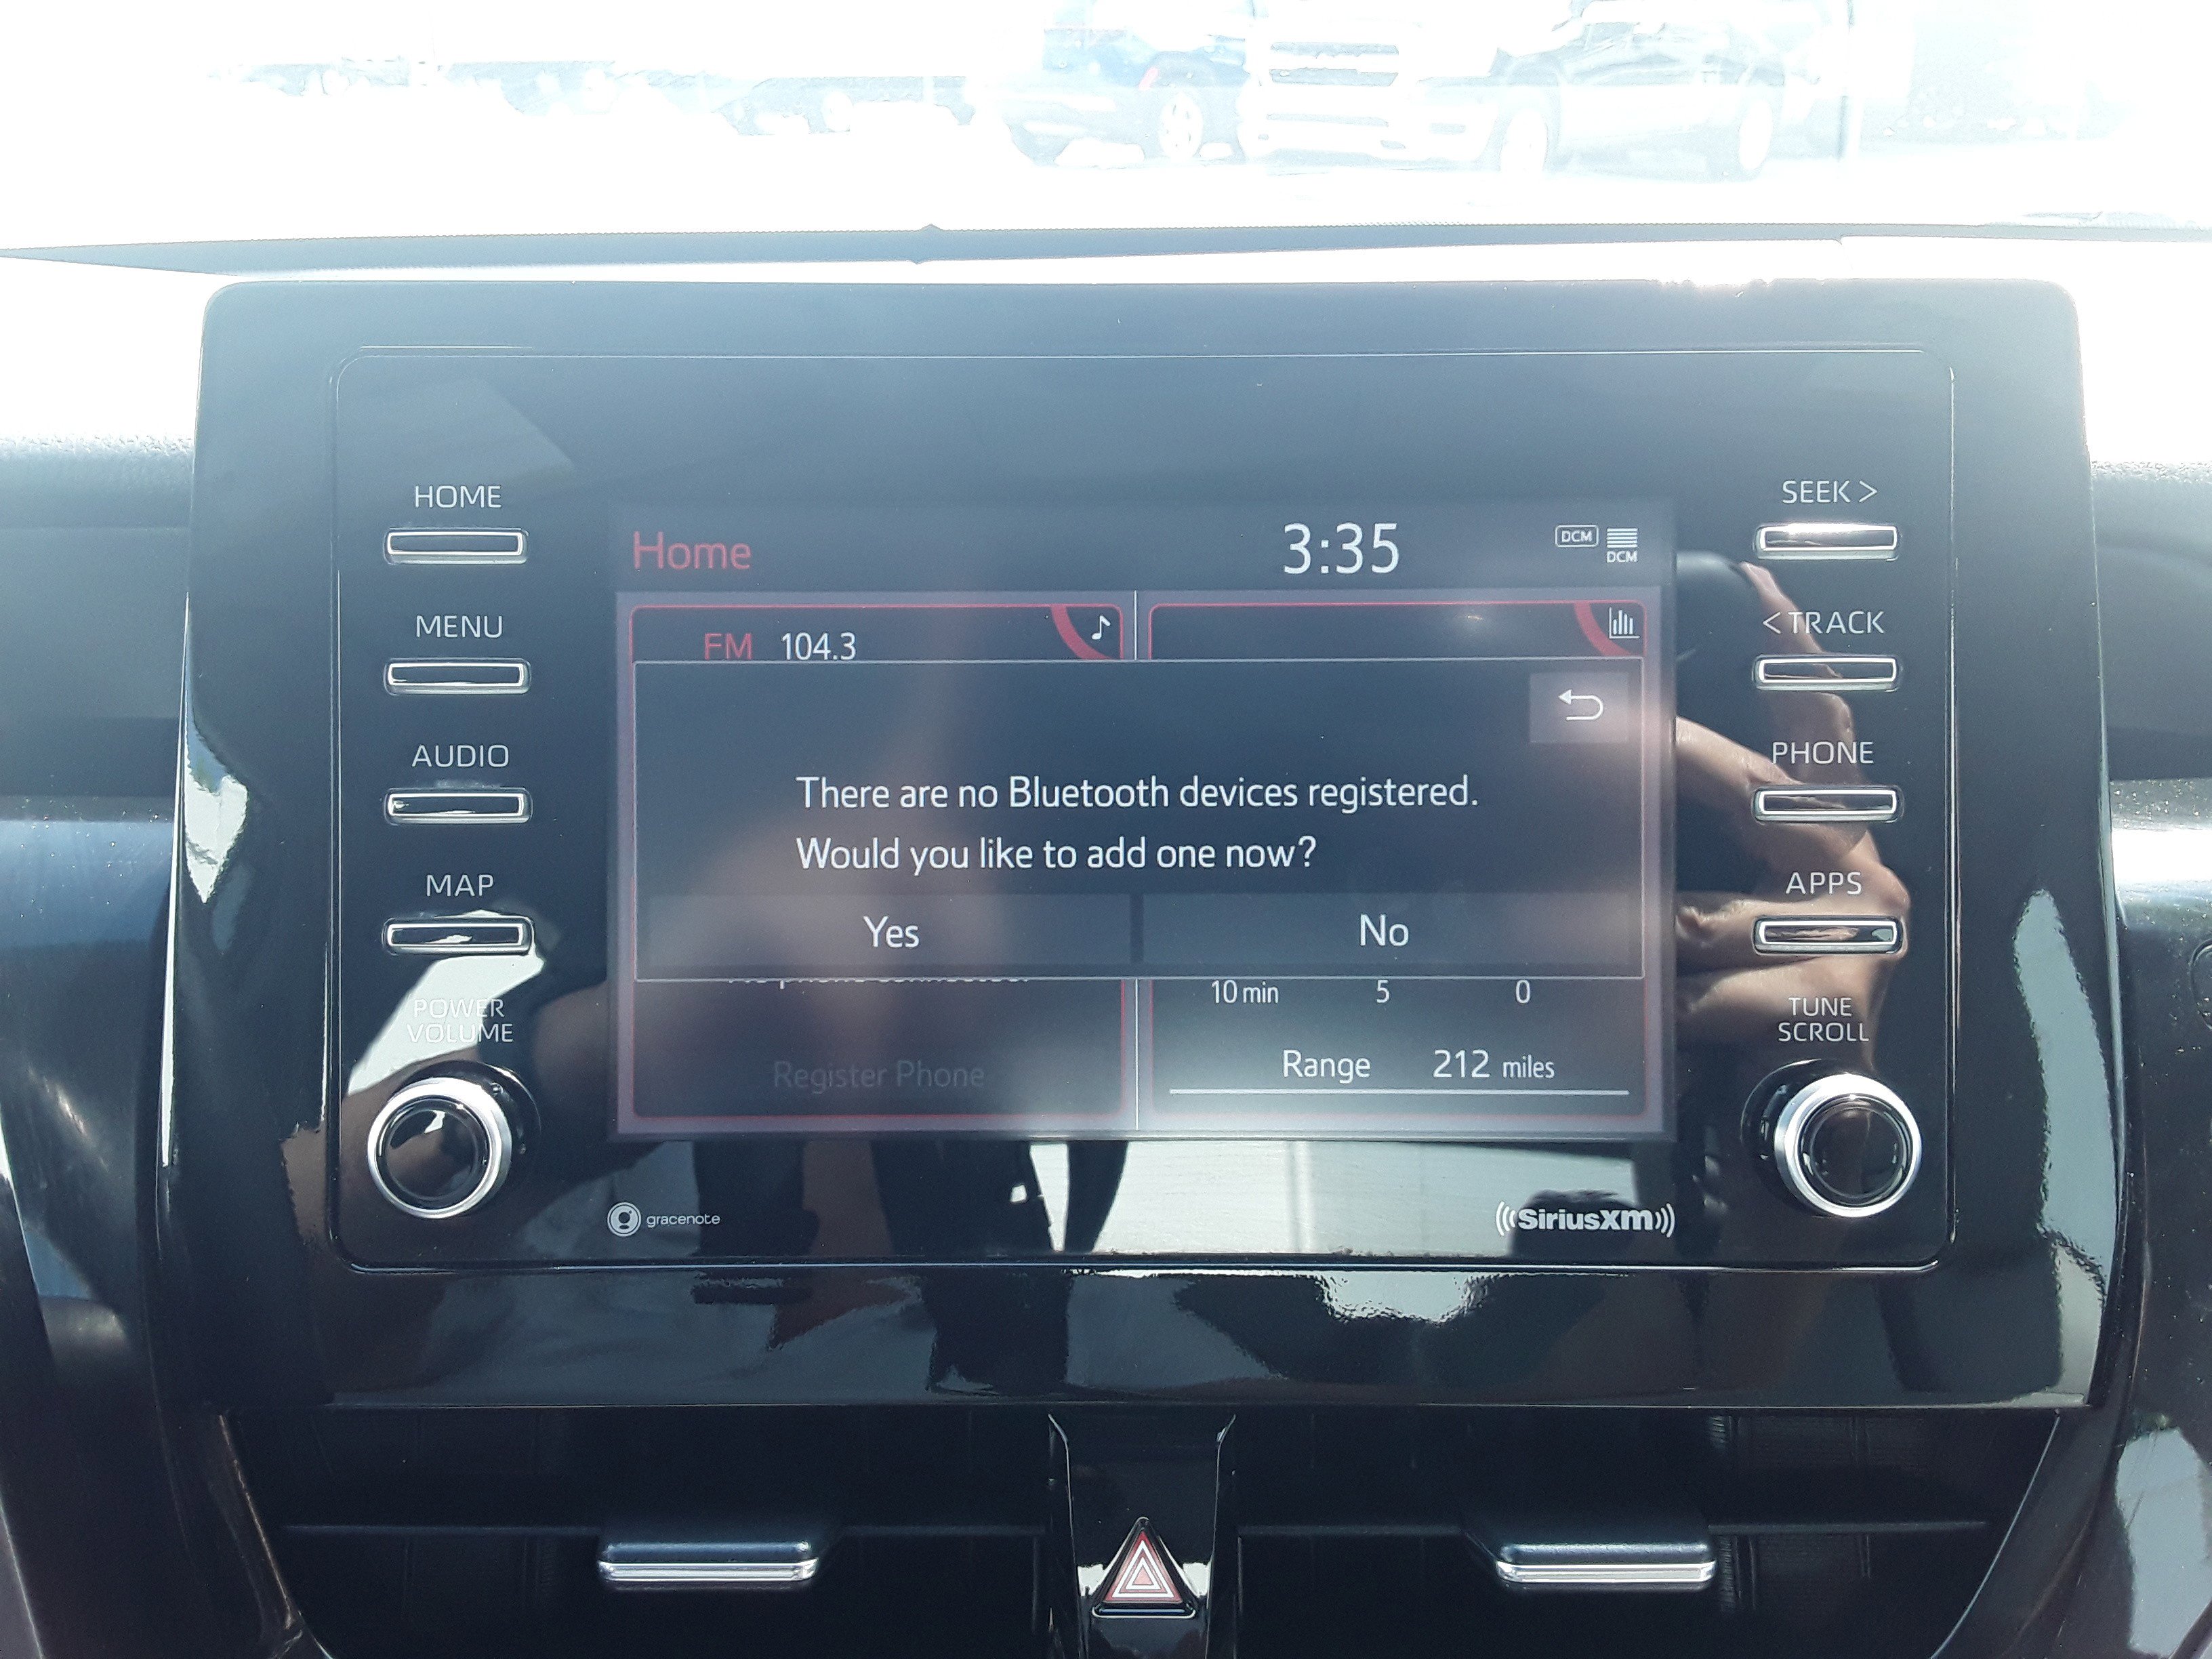 HOME
MENU
AUDIO
MAP
POWER
VOLUME
Home
3:35
DCM
DCM
FM 104.3
There are no Bluetooth devices registered.
Would you like to add one now?
Yes
No
Register Phone
10 min 5 0
Range 212 miles
gracenote
((SiriusXM))
SEEK >
< TRACK
PHONE
APPS
TUNE
SCROLL